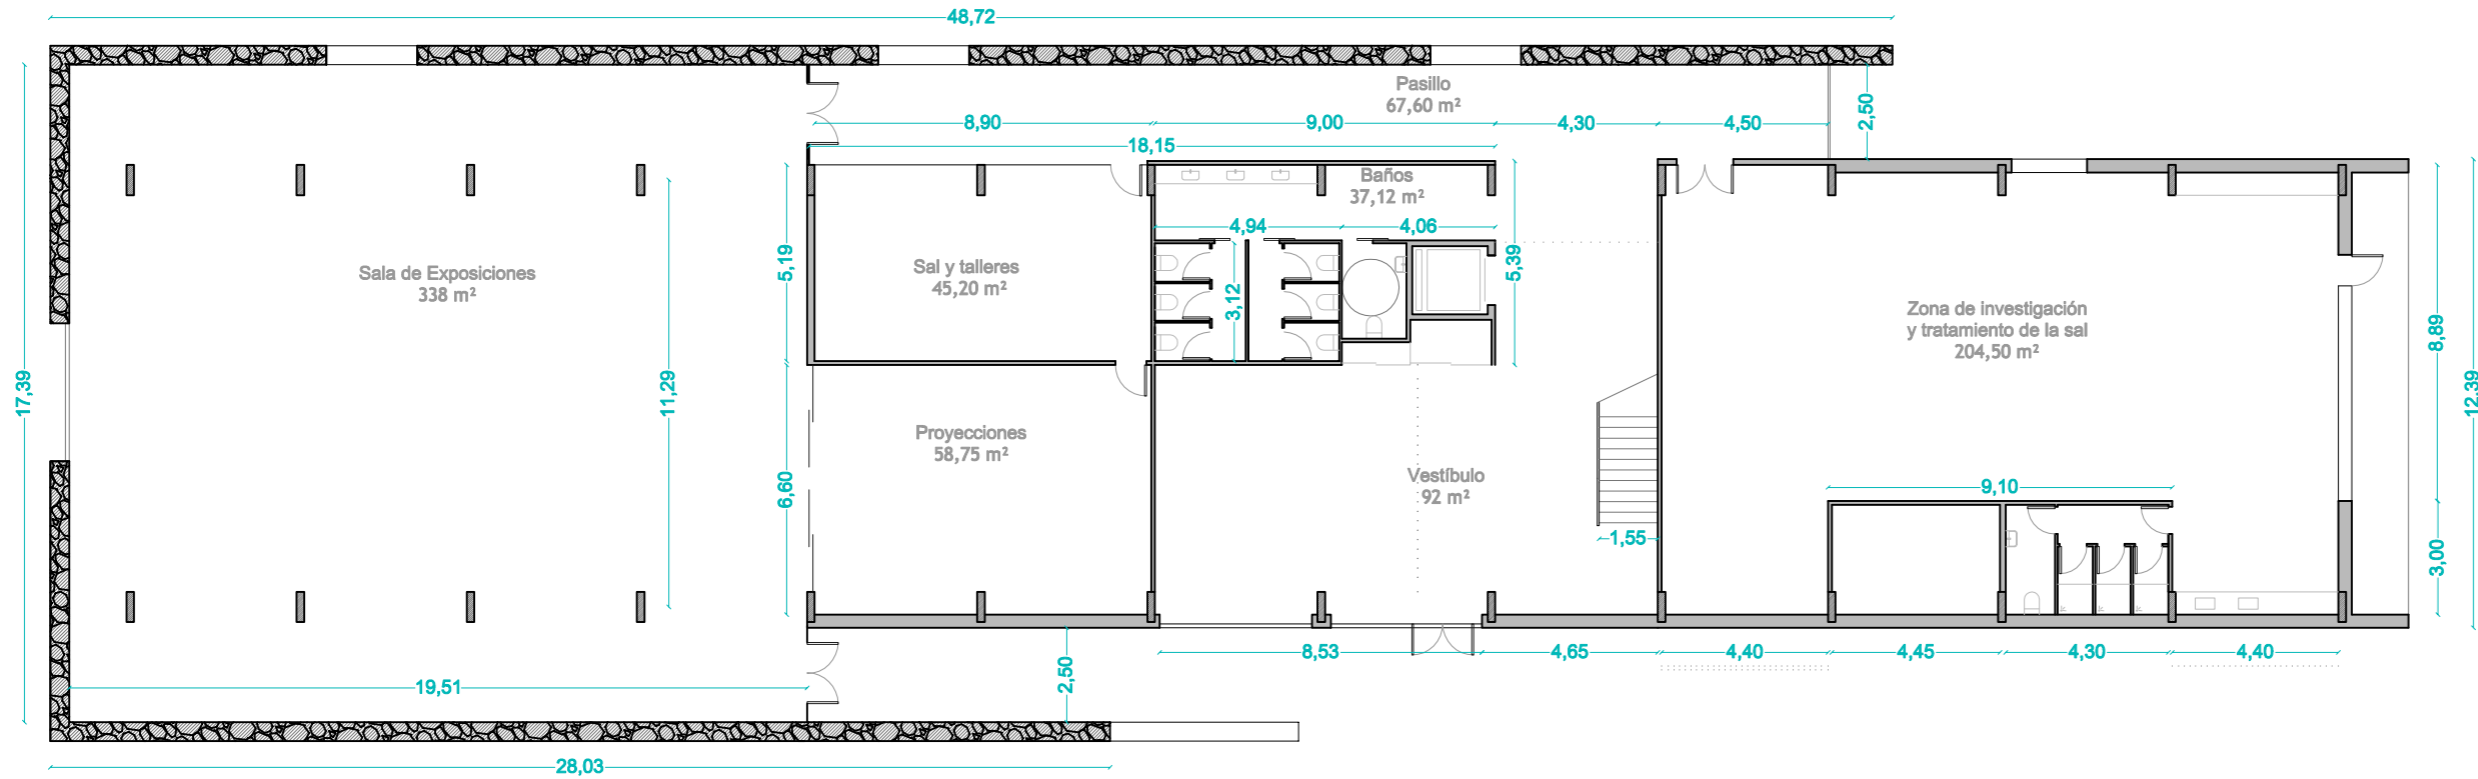 48,72
Pasillo
67,60 m²
2,50
8,90
9,00
4,30
4,50
18,15
Baños
37,12 m²
4,94
4,06
5,19
5,39
3,12
Sala de Exposiciones
338 m²
Sal y talleres
45,20 m²
Zona de investigación
y tratamiento de la sal
204,50 m²
8,89
17,39
11,29
12,39
Proyecciones
58,75 m²
6,60
Vestíbulo
92 m²
9,10
1,55
3,00
8,53
4,65
4,40
4,45
4,30
4,40
19,51
2,50
28,03